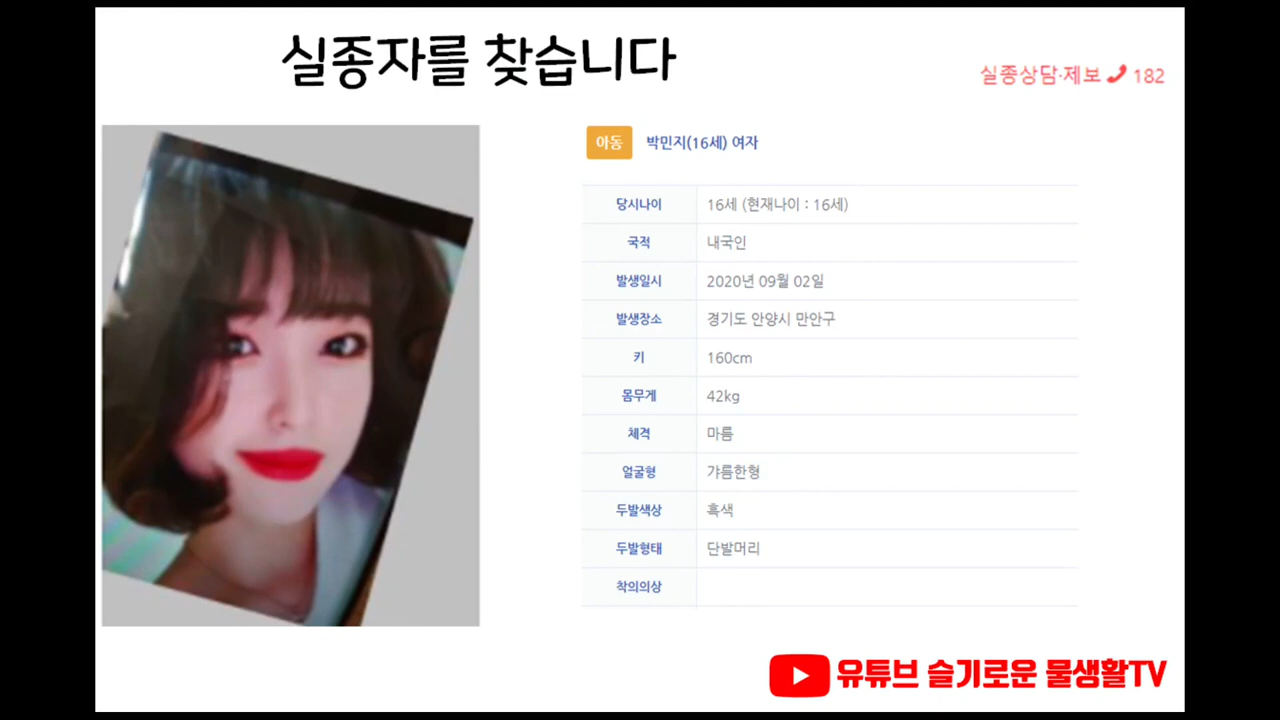 실종자를 찾습니다
실종상담·제보 182
아동 박민지(16세) 여자
당시나이 16세 (현재나이 : 16세)
국적 내국인
발생일시 2020년 09월 02일
발생장소 경기도 안양시 만안구
키 160cm
몸무게 42kg
체격 마름
얼굴형 갸름한형
두발색상 흑색
두발형태 단발머리
착의의상
유튜브 슬기로운 물생활TV